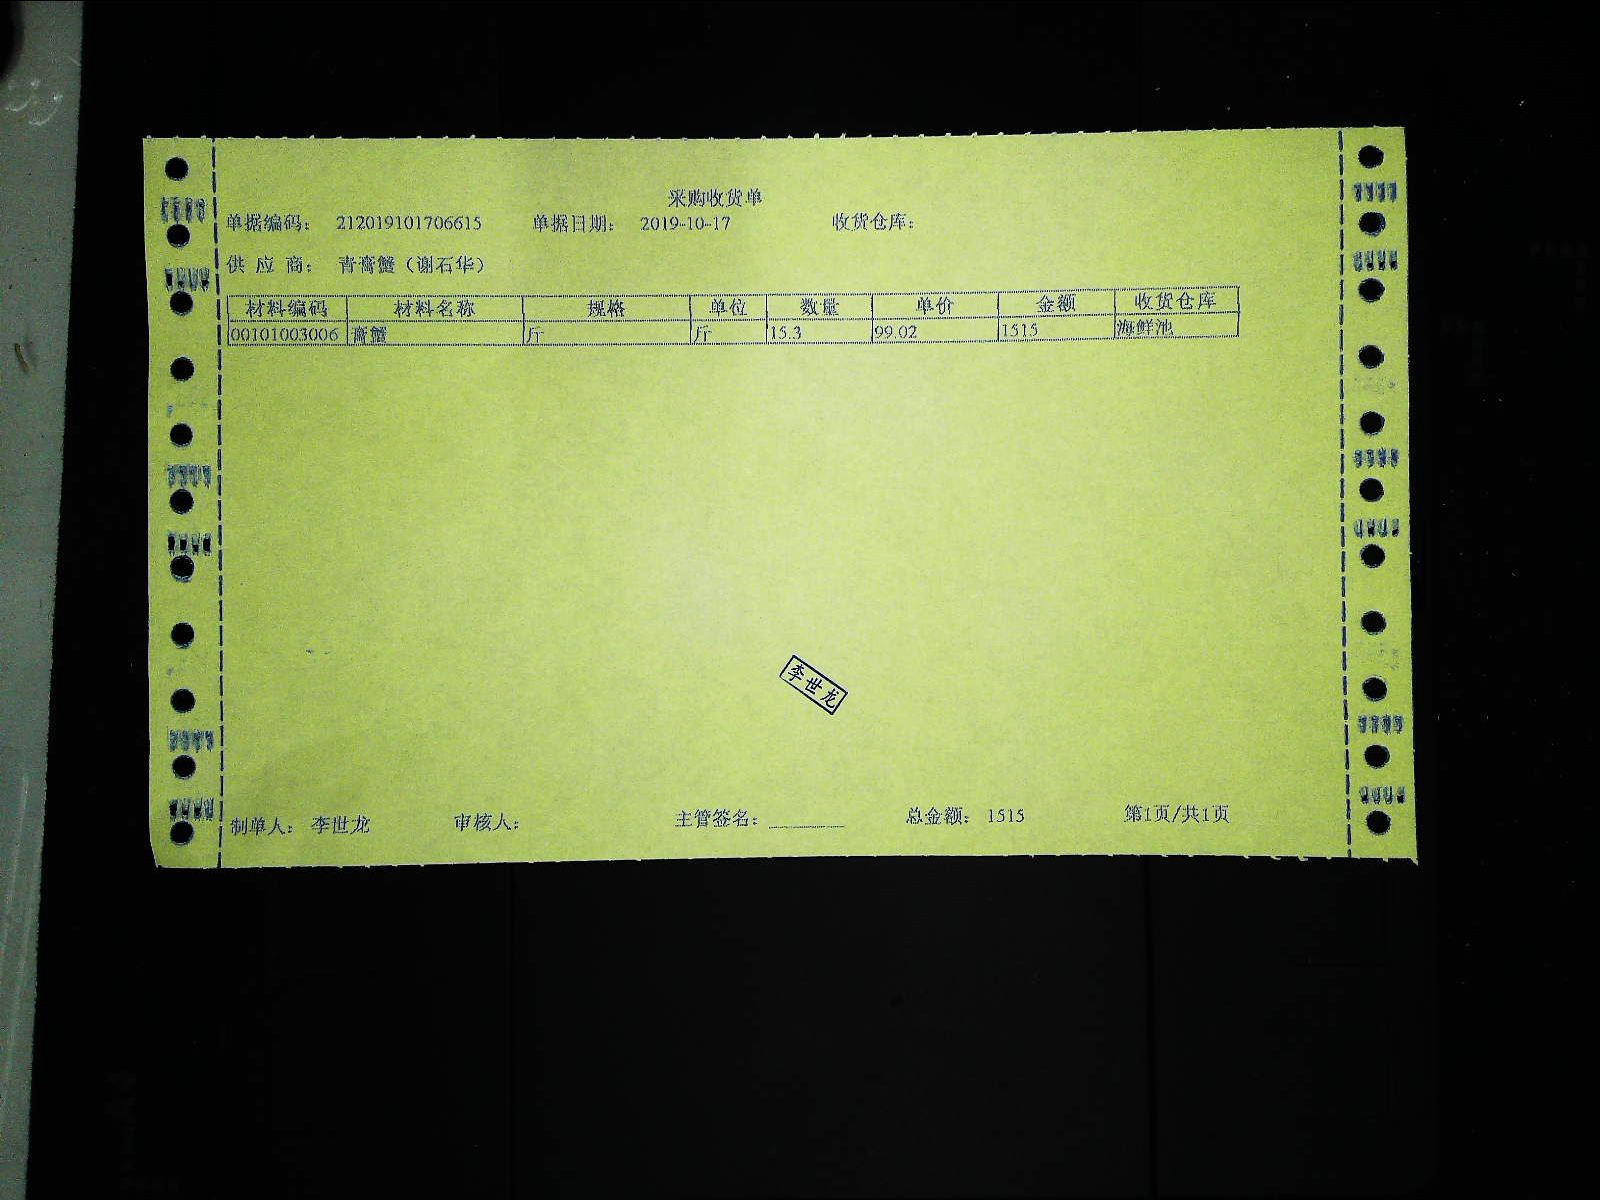 采购收货单
单据编码： 212019101706615 单据日期： 2019-10-17 收货仓库：
供 应 商： 青膏蟹（谢石华）
材料编码 材料名称 规格 单位 数量 单价 金额 收货仓库
00101003006 膏蟹 斤 斤 15.3 99.02 1515 海鲜池
李世龙
制单人： 李世龙 审核人： 主管签名： 总金额： 1515 第1页/共1页